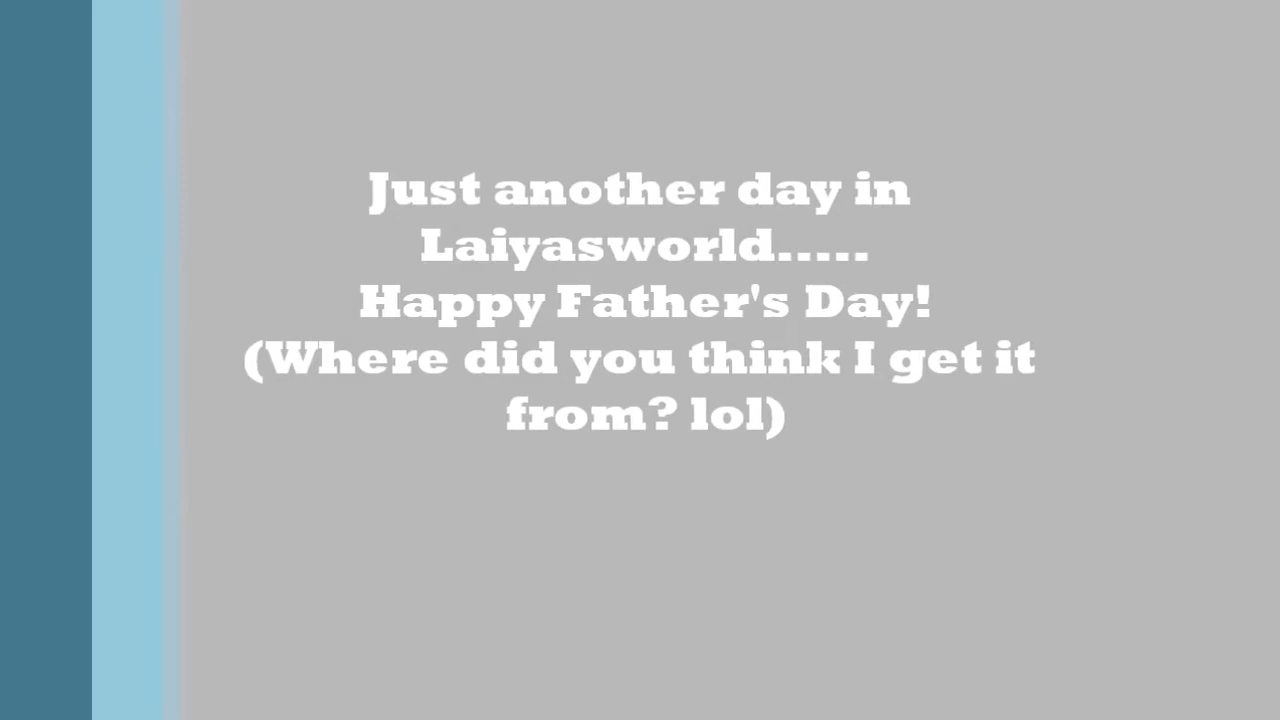 Just another day in
Laiyasworld.....
Happy Father's Day!
(Where did you think I get it
from? lol)